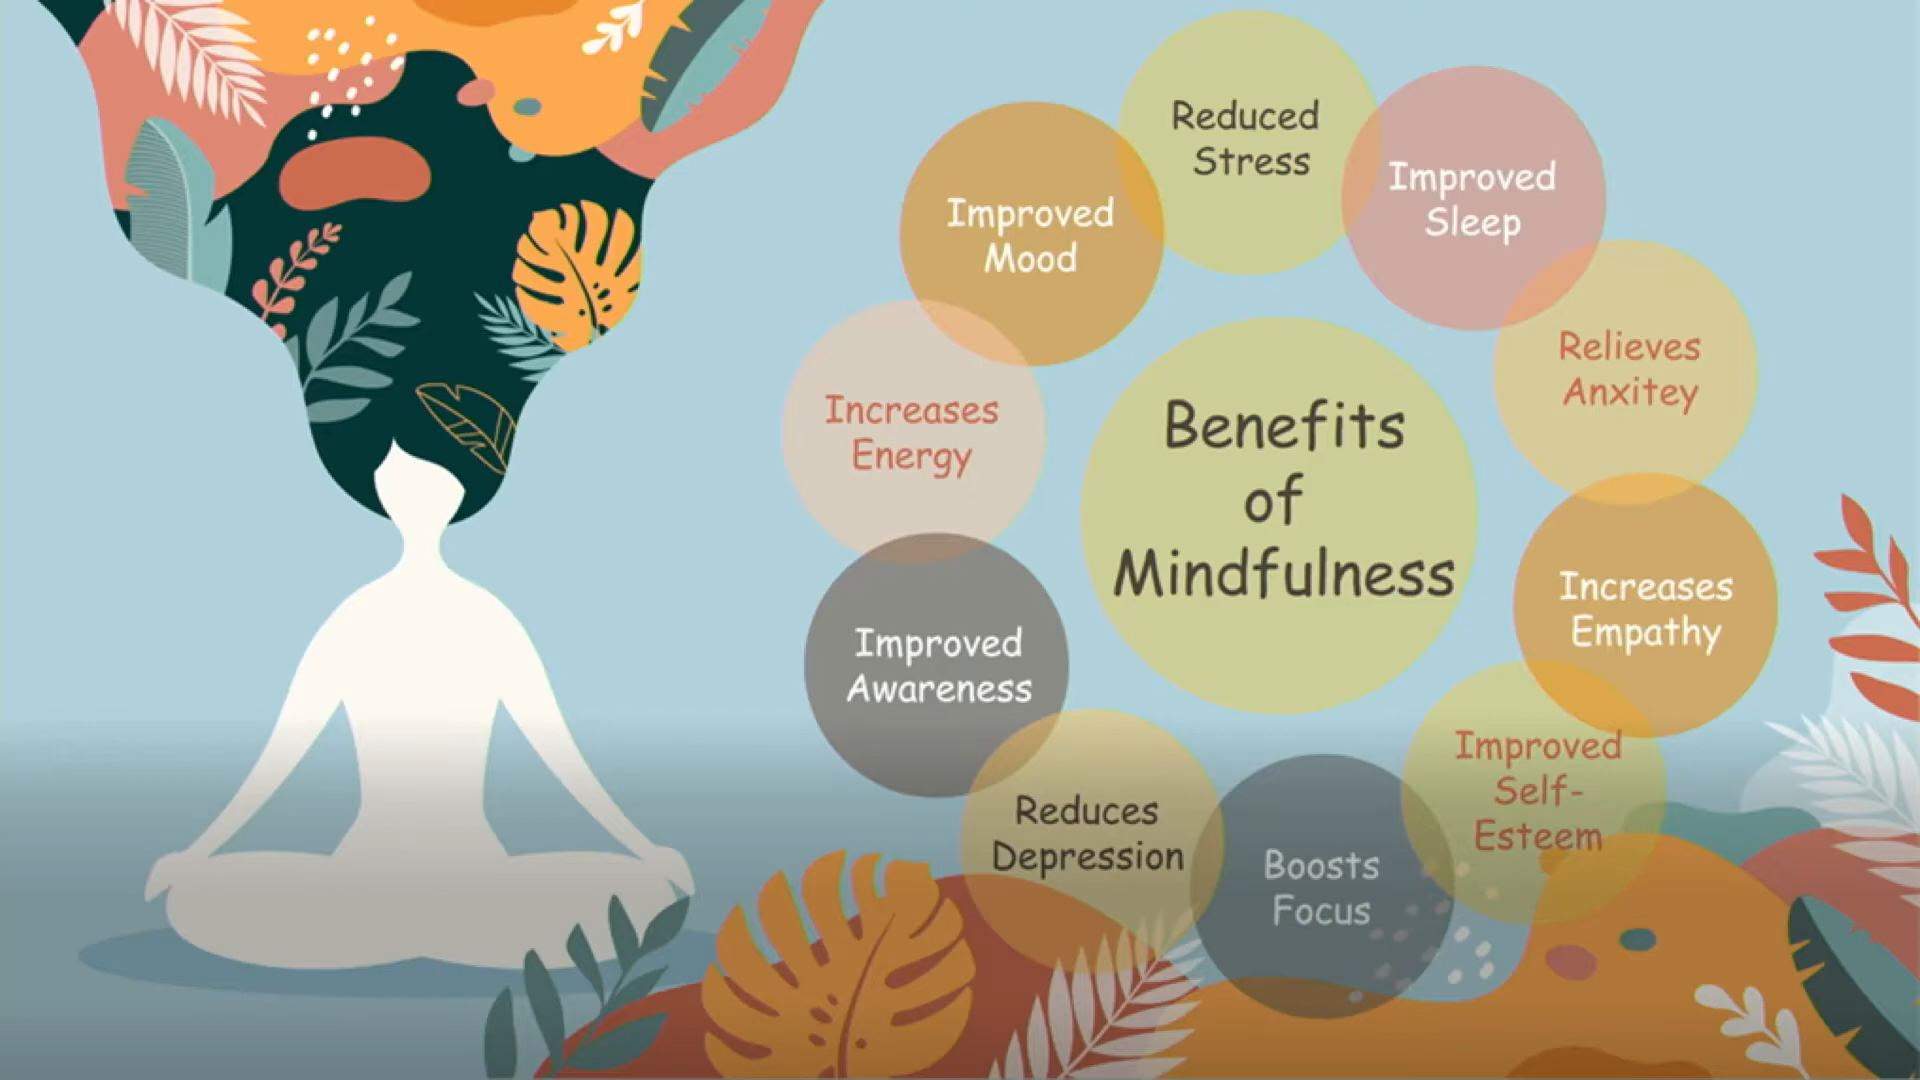 Reduced
Stress
Improved
Sleep
Relieves
Anxitey
Increases
Empathy
Improved
Self-
Esteem
Boosts
Focus
Reduces
Depression
Improved
Awareness
Increases
Energy
Improved
Mood
Benefits
of
Mindfulness